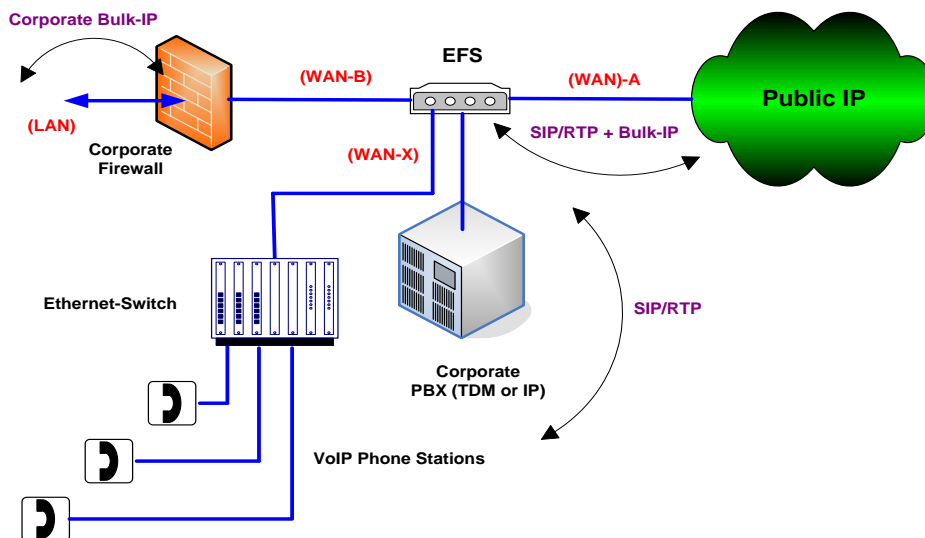 Corporate Bulk-IP
EFS
(WAN-B)
(WAN)-A
Public IP
(LAN)
SIP/RTP + Bulk-IP
Corporate
Firewall
(WAN-X)
Ethernet-Switch
SIP/RTP
Corporate
PBX (TDM or IP)
VoIP Phone Stations